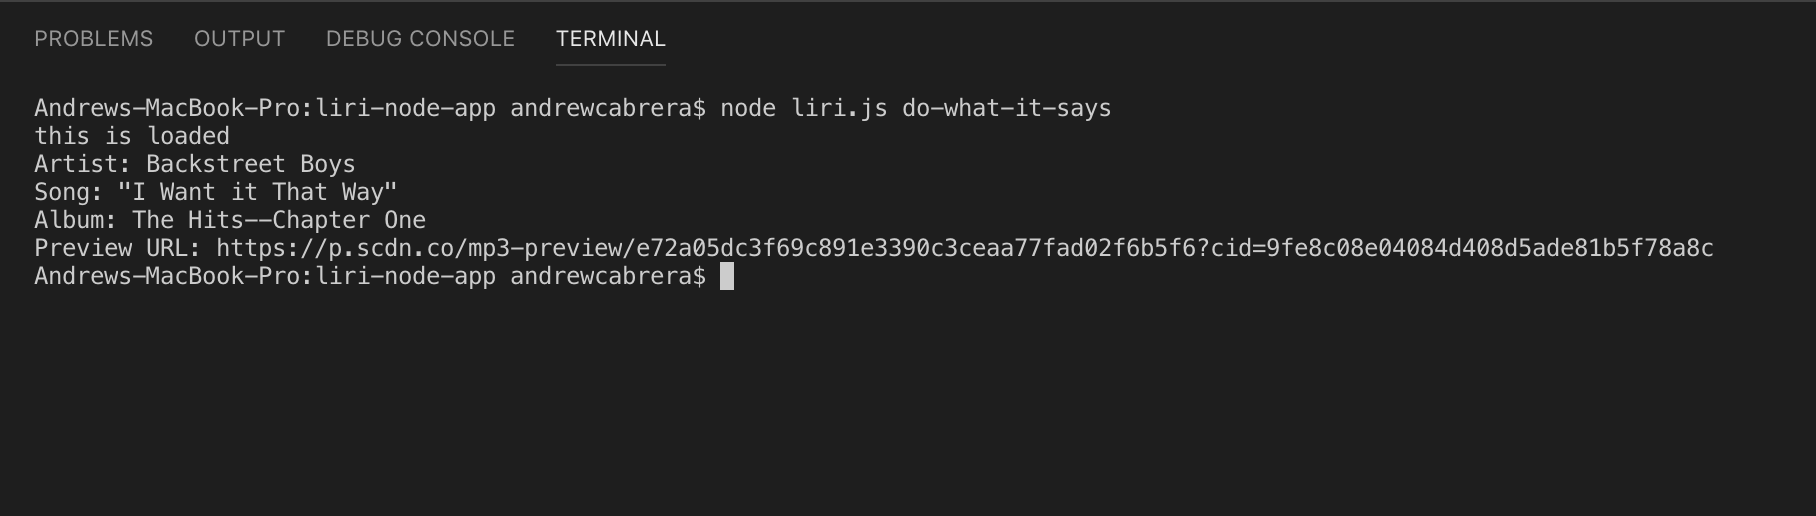 PROBLEMS OUTPUT DEBUG CONSOLE TERMINAL
Andrews-MacBook-Pro:liri-node-app andrewcabrera$ node liri.js do-what-it-says
this is loaded
Artist: Backstreet Boys
Song: "I Want it That Way"
Album: The Hits--Chapter One
Preview URL: https://p.scdn.co/mp3-preview/e72a05dc3f69c891e3390c3ceaa77fad02f6b5f6?cid=9fe8c08e04084d408d5ade81b5f78a8c
Andrews-MacBook-Pro:liri-node-app andrewcabrera$